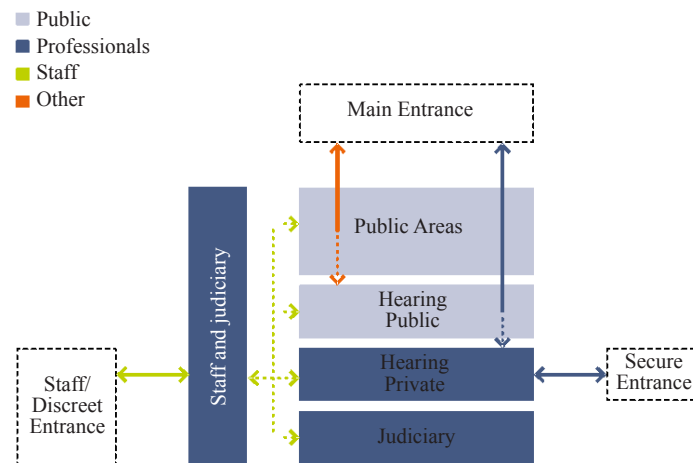 Public
Professionals
Staff
Other
Main Entrance
Staff and judiciary
Public Areas
Hearing
Public
Hearing
Private
Judiciary
Staff/
Discreet
Entrance
Secure
Entrance